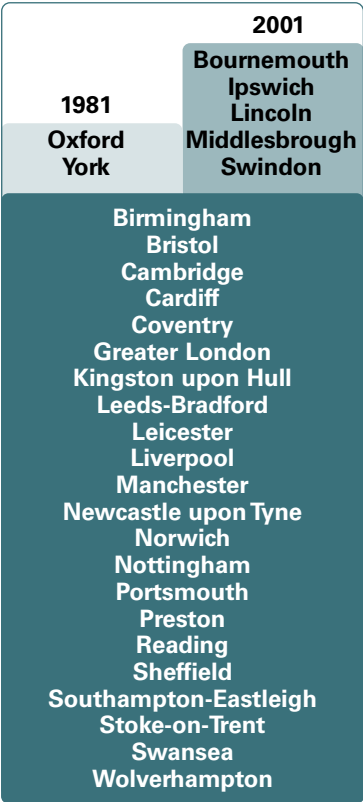 1981
Oxford
York
2001
Bournemouth
Ipswich
Lincoln
Middlesbrough
Swindon
Birmingham
Bristol
Cambridge
Cardiff
Coventry
Greater London
Kingston upon Hull
Leeds-Bradford
Leicester
Liverpool
Manchester
Newcastle upon Tyne
Norwich
Nottingham
Portsmouth
Preston
Reading
Sheffield
Southampton-Eastleigh
Stoke-on-Trent
Swansea
Wolverhampton